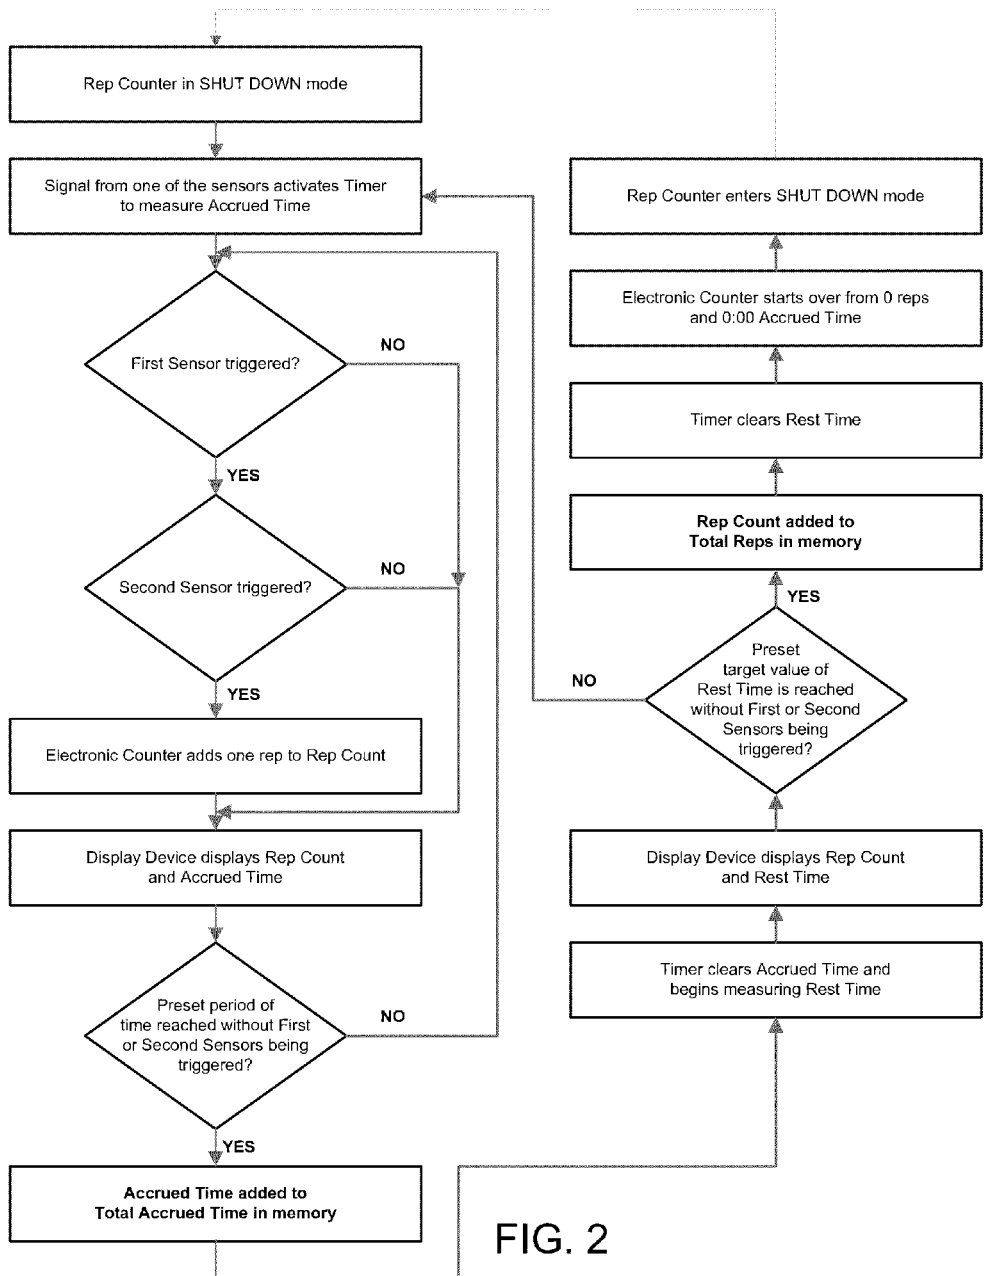 Rep Counter in SHUT DOWN mode
Signal from one of the sensors activates Timer
to measure Accrued Time
First Sensor triggered?
NO
YES
Second Sensor triggered?
NO
YES
Electronic Counter adds one rep to Rep Count
Display Device displays Rep Count
and Accrued Time
Preset period of
time reached without First
or Second Sensors being
triggered?
NO
YES
Accrued Time added to
Total Accrued Time in memory
Rep Counter enters SHUT DOWN mode
Electronic Counter starts over from 0 reps
and 0:00 Accrued Time
Timer clears Rest Time
Rep Count added to
Total Reps in memory
YES
Preset
target value of
Rest Time is reached
without First or Second
Sensors being
triggered?
NO
Display Device displays Rep Count
and Rest Time
Timer clears Accrued Time and
begins measuring Rest Time
FIG. 2